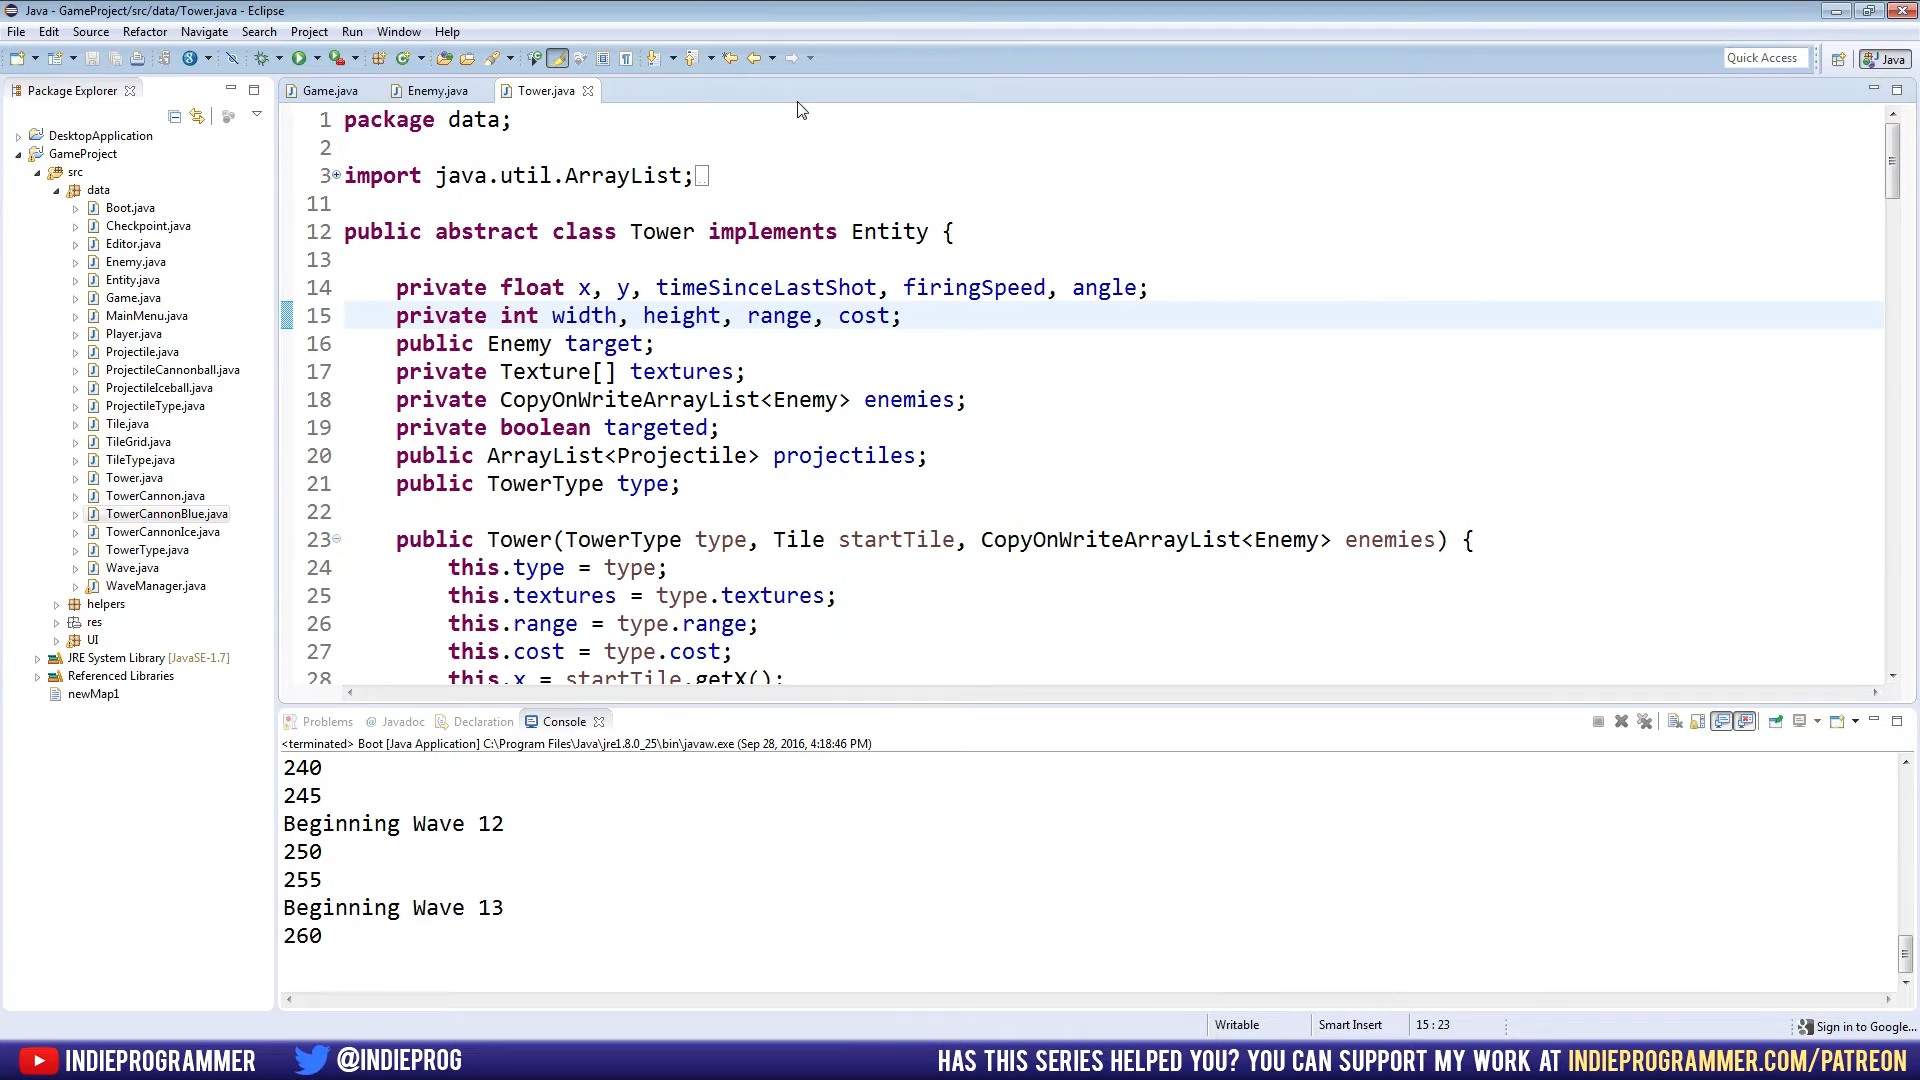 Java - GameProject/src/data/Tower.java - Eclipse
File Edit Source Refactor Navigate Search Project Run Window Help
Quick Access
Java
Package Explorer
Game.java Enemy.java Tower.java
DesktopApplication
GameProject
src
data
Boot.java
Checkpoint.java
Editor.java
Enemy.java
Entity.java
Game.java
MainMenu.java
Player.java
Projectile.java
ProjectileCannonball.java
ProjectileIceball.java
ProjectileType.java
Tile.java
TileGrid.java
TileType.java
Tower.java
TowerCannon.java
TowerCannonBlue.java
TowerCannonIce.java
TowerType.java
Wave.java
WaveManager.java
helpers
res
UI
JRE System Library [JavaSE-1.7]
Referenced Libraries
newMap1
1 package data;
2
3 import java.util.ArrayList;
11
12 public abstract class Tower implements Entity {
13
14 private float x, y, timeSinceLastShot, firingSpeed, angle;
15 private int width, height, range, cost;
16 public Enemy target;
17 private Texture[] textures;
18 private CopyOnWriteArrayList<Enemy> enemies;
19 private boolean targeted;
20 public ArrayList<Projectile> projectiles;
21 public TowerType type;
22
23 public Tower(TowerType type, Tile startTile, CopyOnWriteArrayList<Enemy> enemies) {
24 this.type = type;
25 this.textures = type.textures;
26 this.range = type.range;
27 this.cost = type.cost;
28 this.x = startTile.getX();
Problems Javadoc Declaration Console
<terminated> Boot [Java Application] C:\Program Files\Java\jre1.8.0_25\bin\javaw.exe (Sep 28, 2016, 4:18:46 PM)
240
245
Beginning Wave 12
250
255
Beginning Wave 13
260
Writable Smart Insert 15 : 23
Sign in to Google...
INDIEPROGRAMMER @INDIEPROG HAS THIS SERIES HELPED YOU? YOU CAN SUPPORT MY WORK AT INDIEPROGRAMMER.COM/PATREON